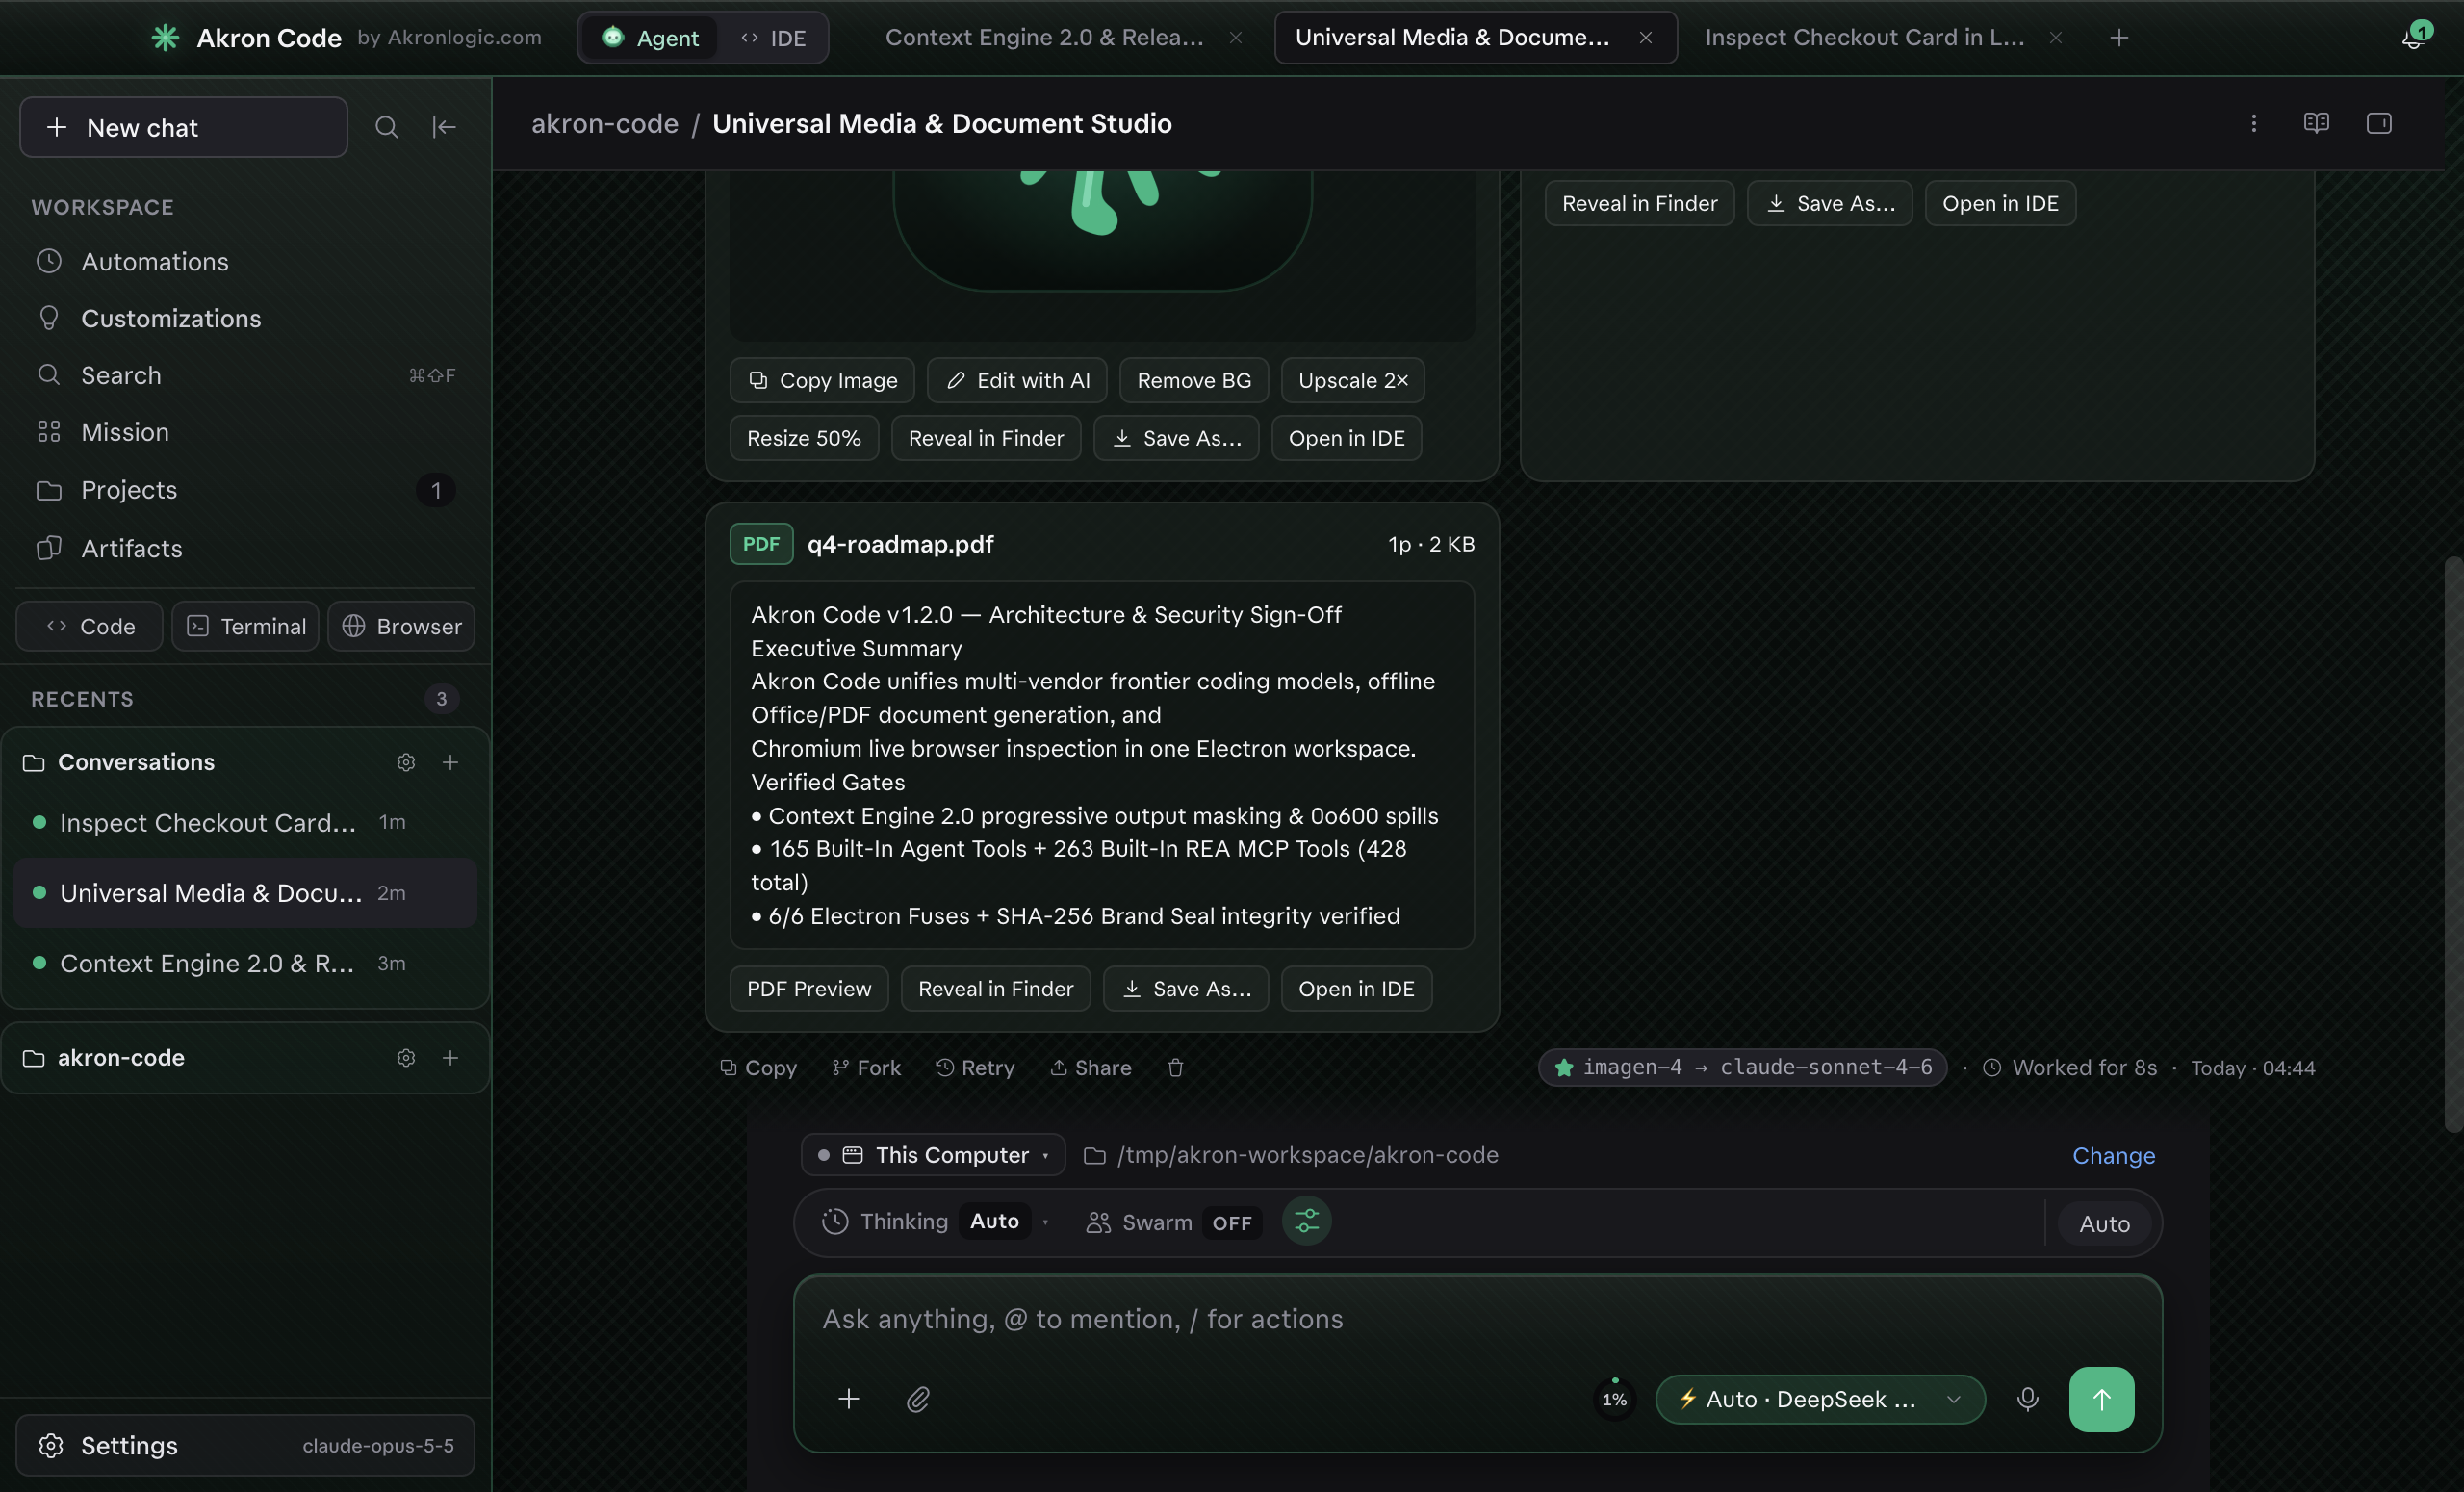 Akron Code by Akronlogic.com
Agent
IDE
Context Engine 2.0 & Relea...
Universal Media & Docume...
Inspect Checkout Card in L...
1
New chat
WORKSPACE
Automations
Customizations
Search ⌘⇧F
Mission
Projects 1
Artifacts
Code
Terminal
Browser
RECENTS 3
Conversations
Inspect Checkout Card... 1m
Universal Media & Docu... 2m
Context Engine 2.0 & R... 3m
akron-code
Settings claude-opus-5-5
akron-code / Universal Media & Document Studio
Reveal in Finder Save As... Open in IDE
Copy Image Edit with AI Remove BG Upscale 2×
Resize 50% Reveal in Finder Save As... Open in IDE
PDF q4-roadmap.pdf 1p · 2 KB
Akron Code v1.2.0 — Architecture & Security Sign-Off
Executive Summary
Akron Code unifies multi-vendor frontier coding models, offline
Office/PDF document generation, and
Chromium live browser inspection in one Electron workspace.
Verified Gates
• Context Engine 2.0 progressive output masking & 0o600 spills
• 165 Built-In Agent Tools + 263 Built-In REA MCP Tools (428
total)
• 6/6 Electron Fuses + SHA-256 Brand Seal integrity verified
PDF Preview Reveal in Finder Save As... Open in IDE
Copy Fork Retry Share
imagen-4 → claude-sonnet-4-6 · Worked for 8s · Today · 04:44
This Computer /tmp/akron-workspace/akron-code Change
Thinking Auto Swarm OFF Auto
Ask anything, @ to mention, / for actions
1% Auto · DeepSeek ...